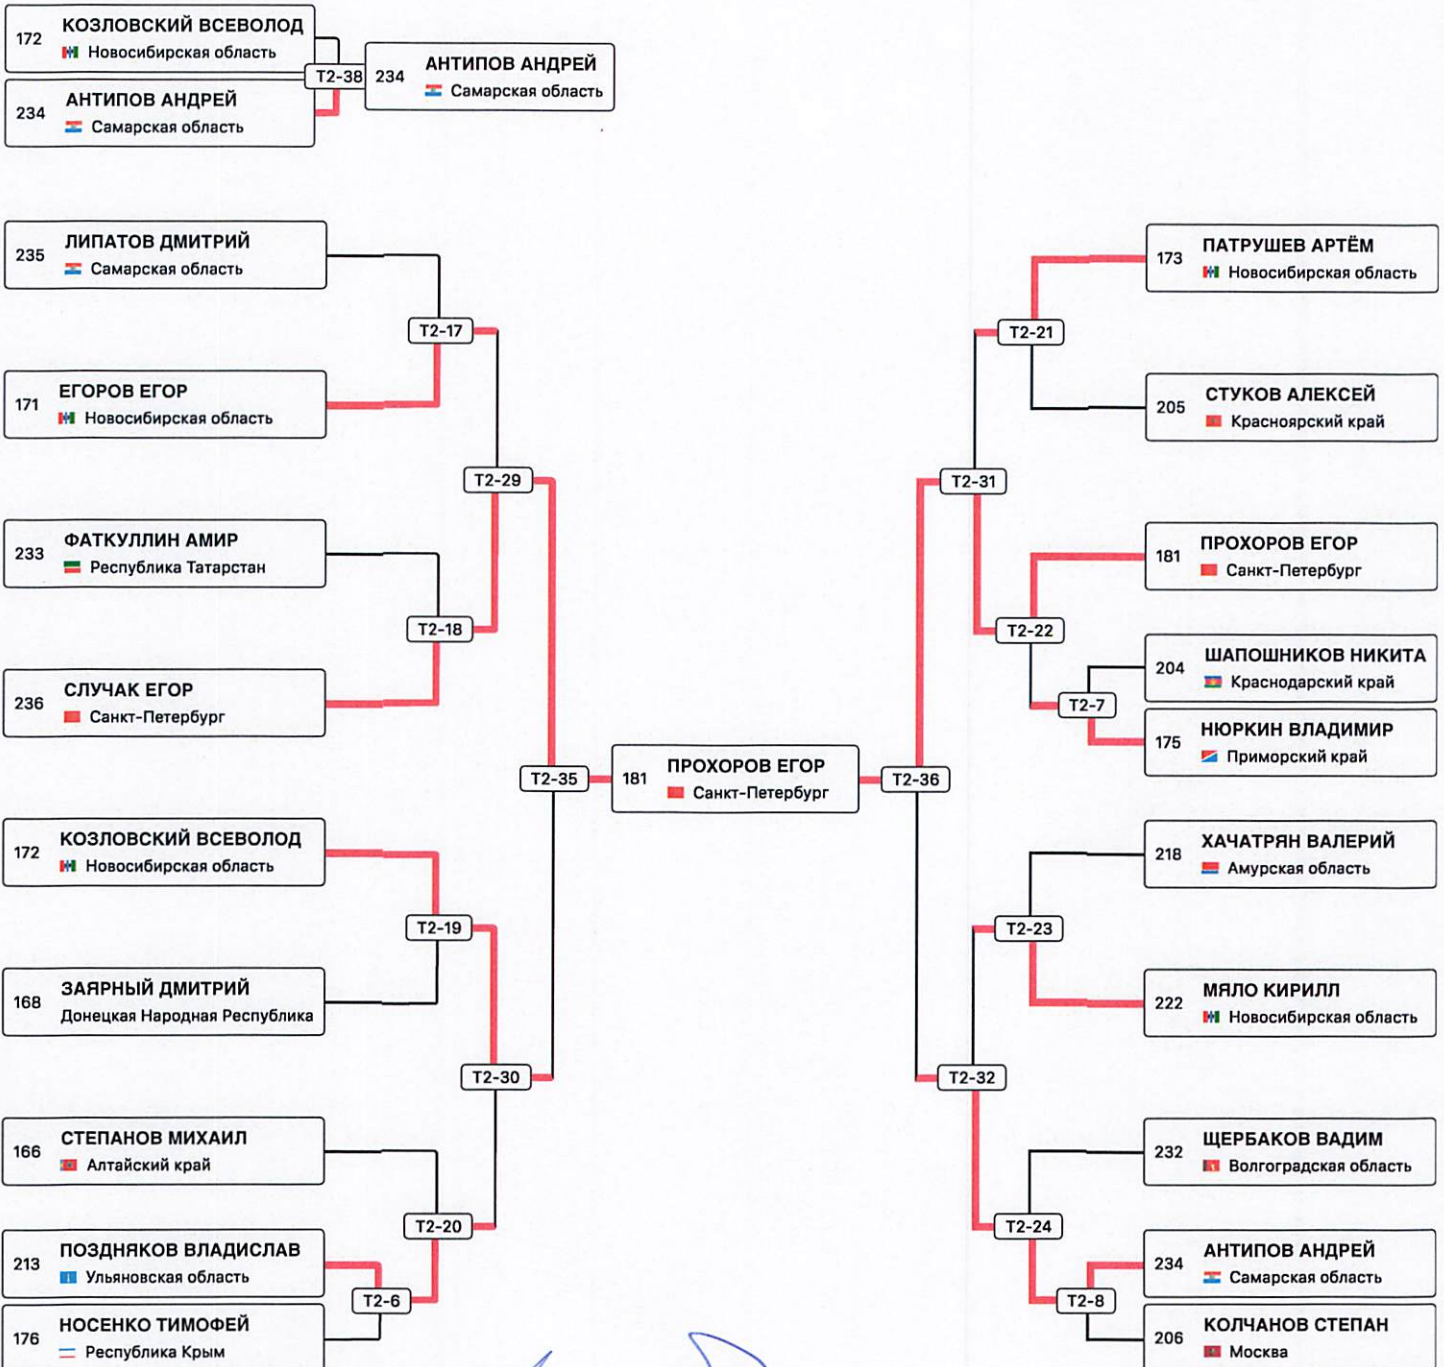 172 КОЗЛОВСКИЙ ВСЕВОЛОД
Новосибирская область
T2-38
234 АНТИПОВ АНДРЕЙ
Самарская область
234 АНТИПОВ АНДРЕЙ
Самарская область
235 ЛИПАТОВ ДМИТРИЙ
Самарская область
T2-17
171 ЕГОРОВ ЕГОР
Новосибирская область
T2-29
233 ФАТКУЛЛИН АМИР
Республика Татарстан
T2-18
236 СЛУЧАК ЕГОР
Санкт-Петербург
T2-35
172 КОЗЛОВСКИЙ ВСЕВОЛОД
Новосибирская область
T2-19
168 ЗАЯРНЫЙ ДМИТРИЙ
Донецкая Народная Республика
T2-30
166 СТЕПАНОВ МИХАИЛ
Алтайский край
T2-20
213 ПОЗДНЯКОВ ВЛАДИСЛАВ
Ульяновская область
T2-6
176 НОСЕНКО ТИМОФЕЙ
Республика Крым
181 ПРОХОРОВ ЕГОР
Санкт-Петербург
173 ПАТРУШЕВ АРТЁМ
Новосибирская область
T2-21
205 СТУКОВ АЛЕКСЕЙ
Красноярский край
T2-31
181 ПРОХОРОВ ЕГОР
Санкт-Петербург
T2-22
204 ШАПОШНИКОВ НИКИТА
Краснодарский край
T2-7
175 НЮРКИН ВЛАДИМИР
Приморский край
T2-36
218 ХАЧАТРЯН ВАЛЕРИЙ
Амурская область
T2-23
222 МЯЛО КИРИЛЛ
Новосибирская область
T2-32
232 ЩЕРБАКОВ ВАДИМ
Волгоградская область
T2-24
234 АНТИПОВ АНДРЕЙ
Самарская область
T2-8
206 КОЛЧАНОВ СТЕПАН
Москва